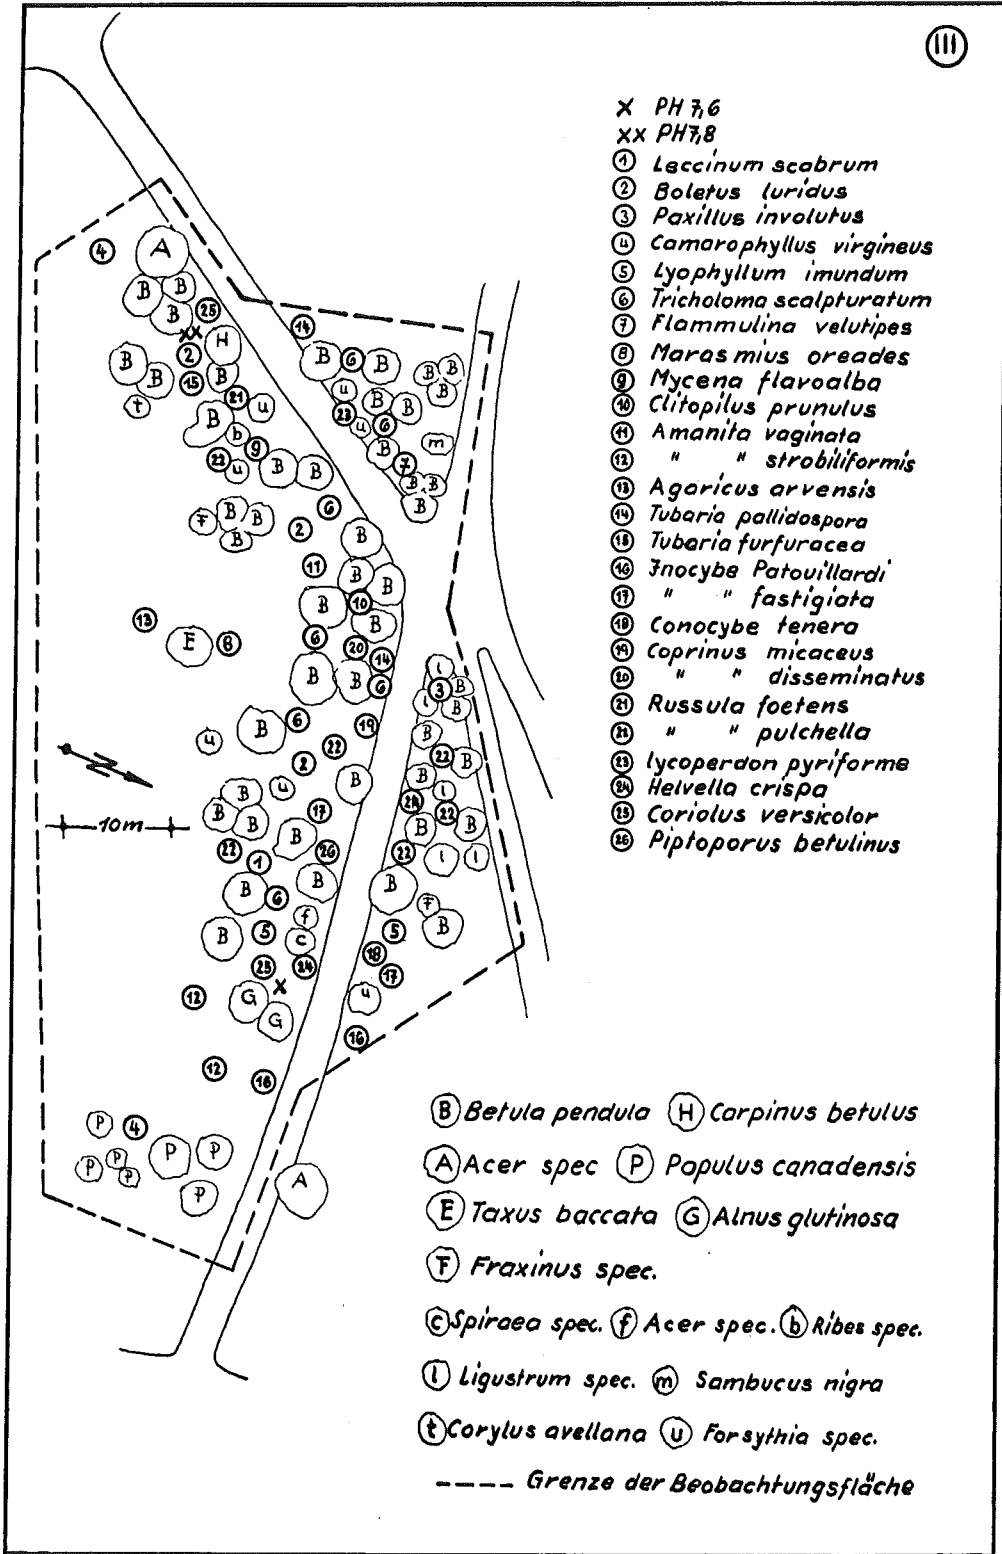 III
x PH 7,6
xx PH 7,8
1 Leccinum scabrum
2 Boletus luridus
3 Paxillus involutus
4 Camarophyllus virgineus
5 Lyophyllum imundum
6 Tricholoma scalpturatum
7 Flammulina velutipes
8 Marasmius oreades
9 Mycena flavoalba
10 Clitopilus prunulus
11 Amanita vaginata
12 " " strobiliformis
13 Agaricus arvensis
14 Tubaria pallidospora
15 Tubaria furfuracea
16 Jnocybe Patouillardi
17 " " fastigiata
18 Conocybe tenera
19 Coprinus micaceus
20 " " disseminatus
21 Russula foetens
" " pulchella
23 lycoperdon pyriforme
24 Helvella crispa
25 Coriolus versicolor
26 Piptoporus betulinus
N
10m
B Betula pendula H Carpinus betulus
A Acer spec P Populus canadensis
E Taxus baccata G Alnus glutinosa
F Fraxinus spec.
c Spiraea spec. f Acer spec. b Ribes spec.
l Ligustrum spec. m Sambucus nigra
t Corylus avellana u Forsythia spec.
---- Grenze der Beobachtungsfläche